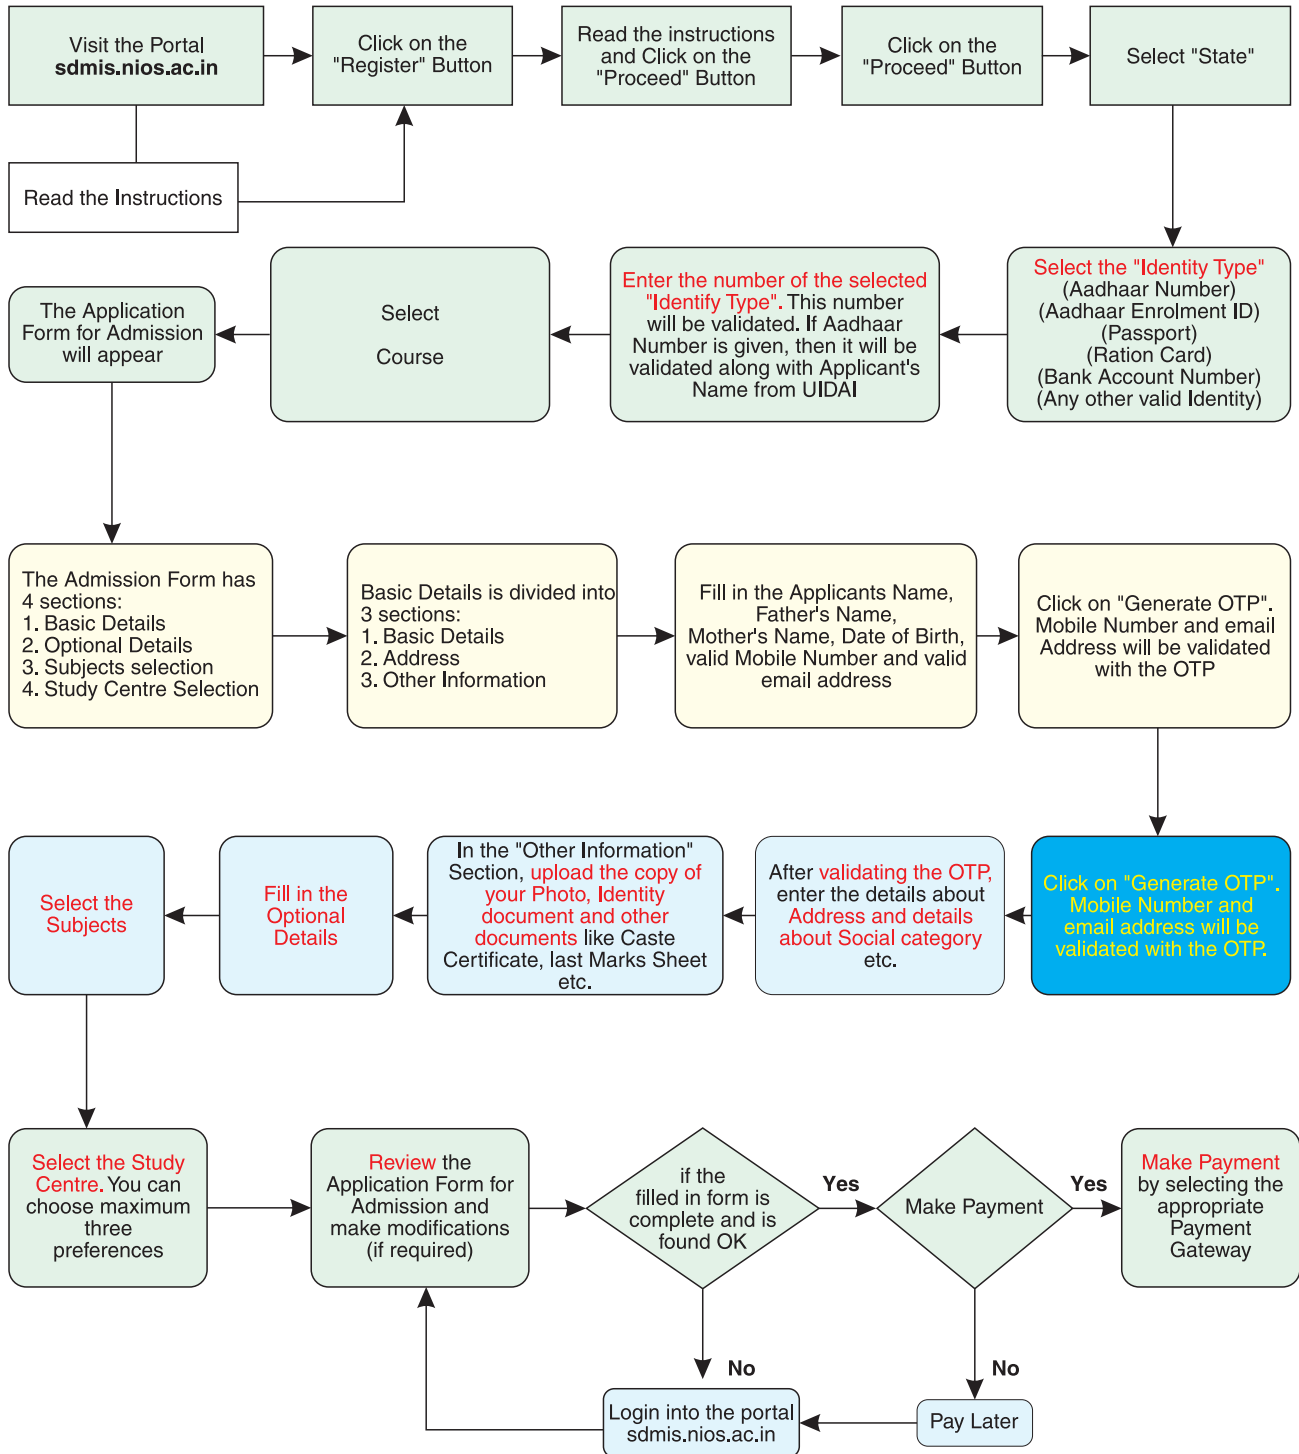 Visit the Portal
sdmis.nios.ac.in
Click on the
"Register" Button
Read the instructions
and Click on the
"Proceed" Button
Click on the
"Proceed" Button
Select "State"
Read the Instructions
Select the "Identity Type"
(Aadhaar Number)
(Aadhaar Enrolment ID)
(Passport)
(Ration Card)
(Bank Account Number)
(Any other valid Identity)
Enter the number of the selected
"Identify Type". This number
will be validated. If Aadhaar
Number is given, then it will be
validated along with Applicant's
Name from UIDAI
Select
Course
The Application
Form for Admission
will appear
The Admission Form has
4 sections:
1. Basic Details
2. Optional Details
3. Subjects selection
4. Study Centre Selection
Basic Details is divided into
3 sections:
1. Basic Details
2. Address
3. Other Information
Fill in the Applicants Name,
Father's Name,
Mother's Name, Date of Birth,
valid Mobile Number and valid
email address
Click on "Generate OTP".
Mobile Number and email
Address will be validated
with the OTP
Click on "Generate OTP".
Mobile Number and
email address will be
validated with the OTP.
After validating the OTP,
enter the details about
Address and details
about Social category
etc.
In the "Other Information"
Section, upload the copy of
your Photo, Identity
document and other
documents like Caste
Certificate, last Marks Sheet
etc.
Fill in the
Optional
Details
Select the
Subjects
Select the Study
Centre. You can
choose maximum
three
preferences
Review the
Application Form for
Admission and
make modifications
(if required)
if the
filled in form is
complete and is
found OK
Yes
Make Payment
Yes
Make Payment
by selecting the
appropriate
Payment
Gateway
No
No
Login into the portal
sdmis.nios.ac.in
Pay Later